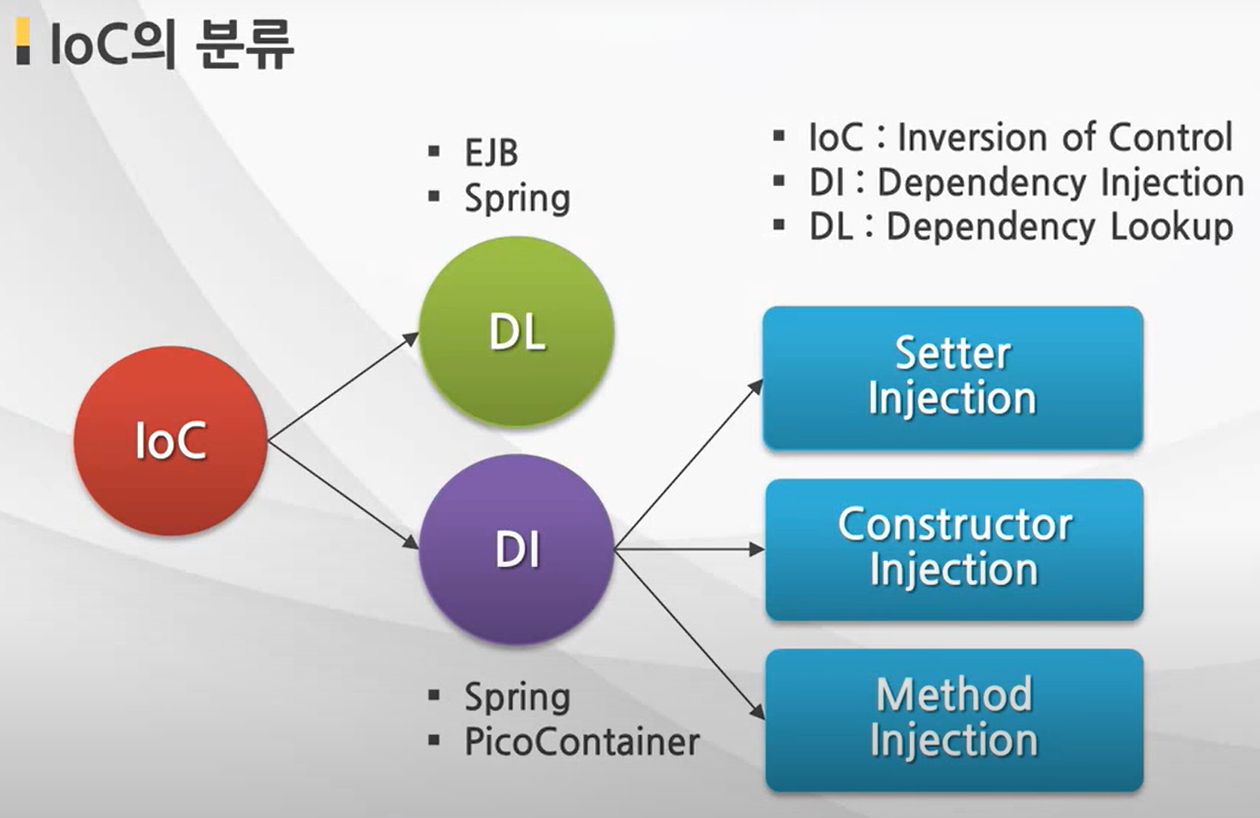 IoC의 분류
▪ EJB
▪ Spring
▪ IoC : Inversion of Control
▪ DI : Dependency Injection
▪ DL : Dependency Lookup
IoC
DL
DI
Setter
Injection
Constructor
Injection
Method
Injection
▪ Spring
▪ PicoContainer